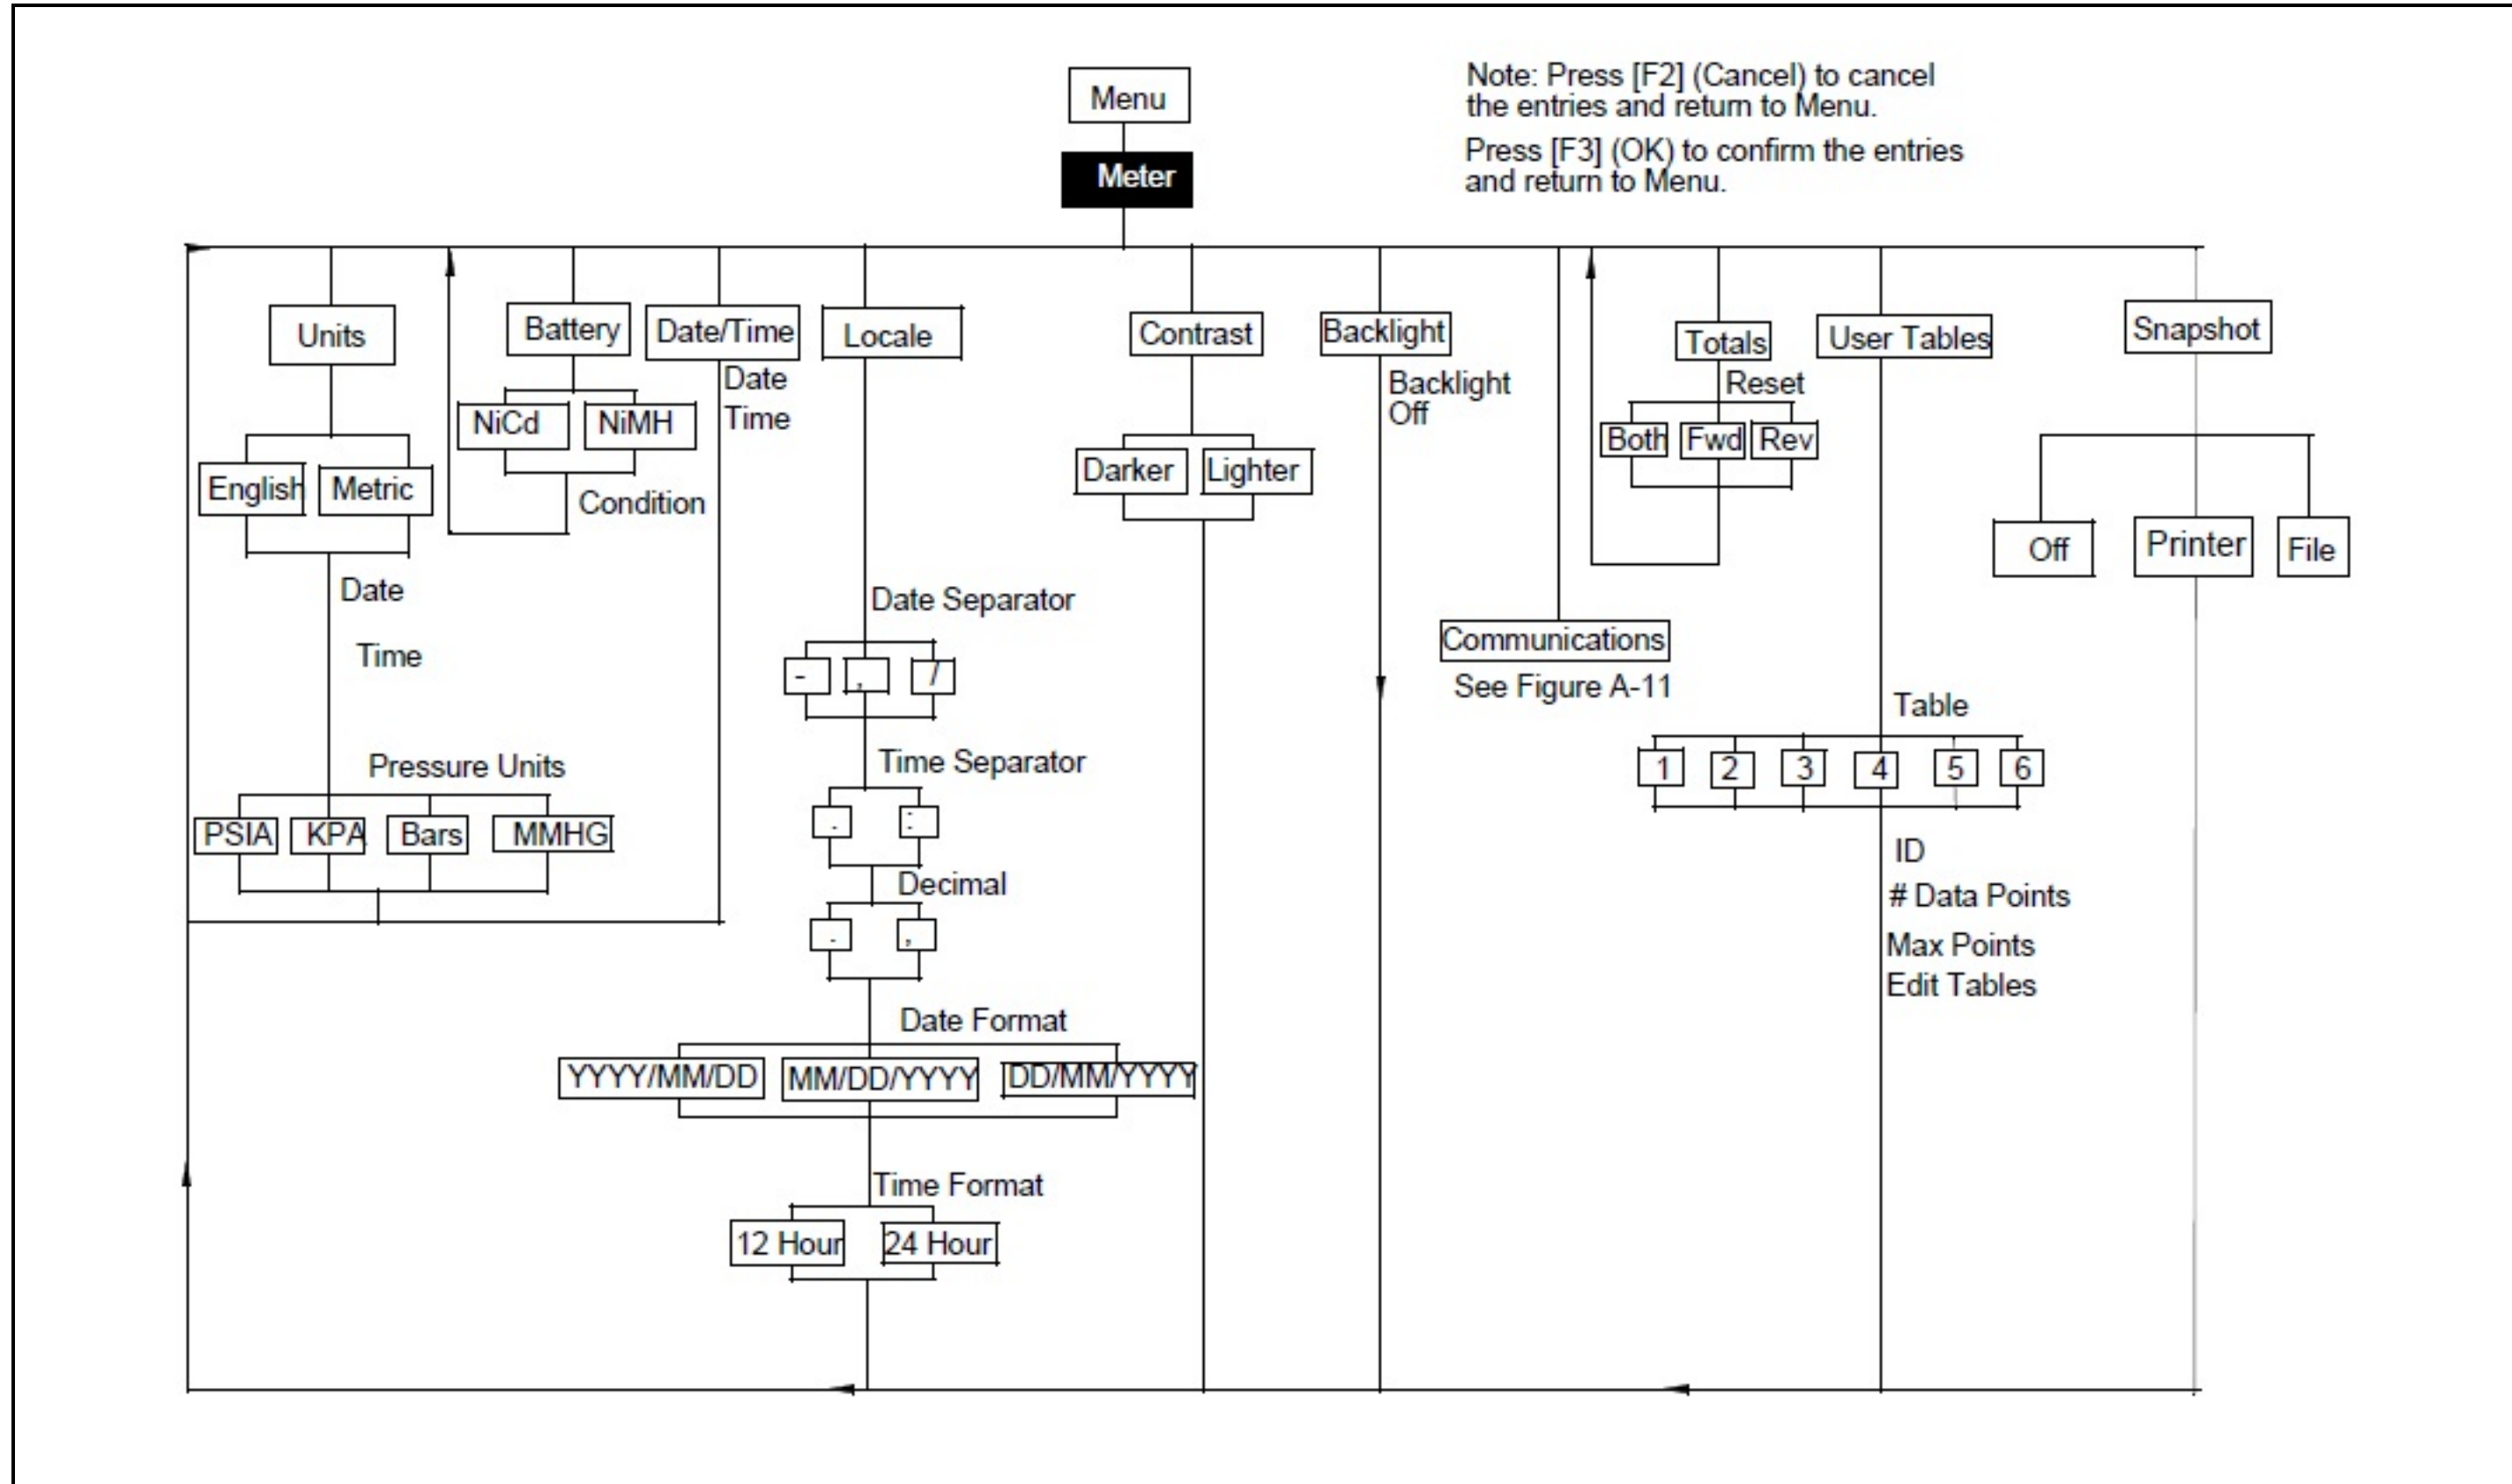 Menu
Note: Press [F2] (Cancel) to cancel
the entries and return to Menu.
Press [F3] (OK) to confirm the entries
and return to Menu.
Meter
Units
Battery
Date/Time
Locale
Contrast
Backlight
Totals
User Tables
Snapshot
Date
Time
Backlight
Off
Reset
NiCd
NiMH
Both
Fwd
Rev
English
Metric
Darker
Lighter
Condition
Off
Printer
File
Date
Time
Date Separator
-
,
/
Communications
See Figure A-11
Table
1
2
3
4
5
6
Pressure Units
PSIA
KPA
Bars
MMHG
Time Separator
.
:
Decimal
.
,
ID
# Data Points
Max Points
Edit Tables
Date Format
YYYY/MM/DD
MM/DD/YYYY
DD/MM/YYYY
Time Format
12 Hour
24 Hour